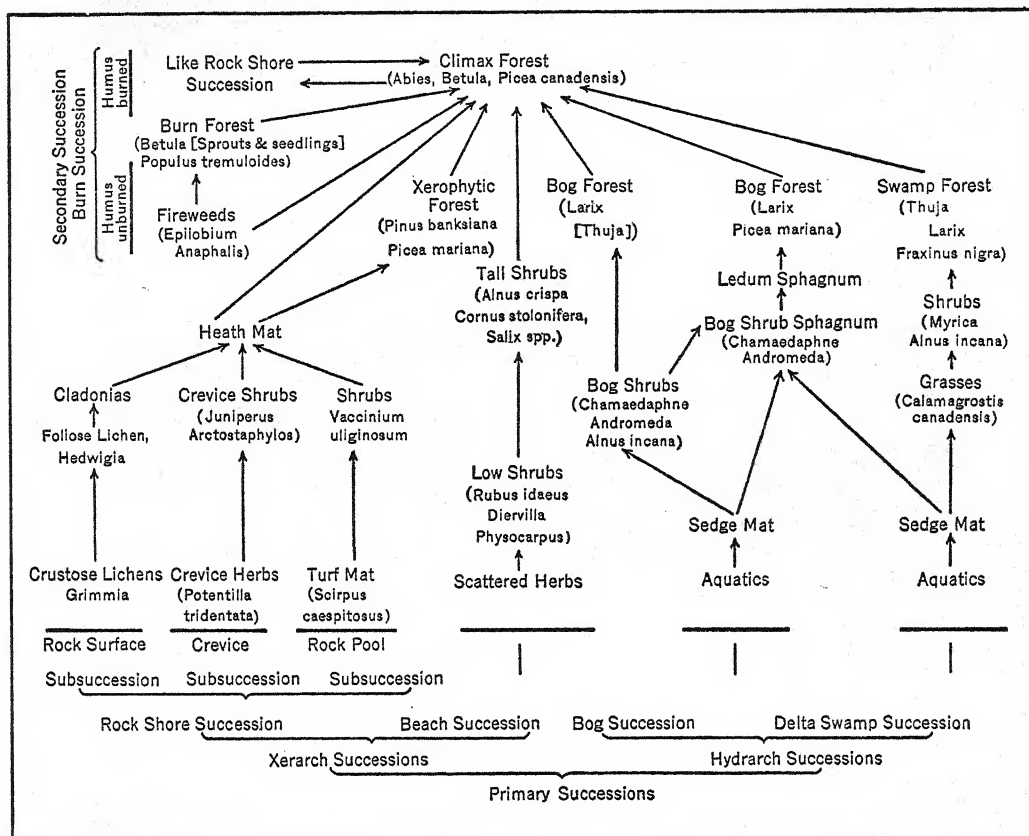 Secondary Succession
Burn Succession
Humus
burned
Humus
unburned
Like Rock Shore
Succession
Climax Forest
(Abies, Betula, Picea canadensis)
Burn Forest
(Betula [Sprouts & seedlings]
Populus tremuloides)
Fireweeds
(Epilobium
Anaphalis)
Xerophytic
Forest
(Pinus banksiana
Picea mariana)
Bog Forest
(Larix
[Thuja])
Bog Forest
(Larix
Picea mariana)
Swamp Forest
(Thuja
Larix
Fraxinus nigra)
Tall Shrubs
(Alnus crispa
Cornus stolonifera,
Salix spp.)
Ledum Sphagnum
Heath Mat
Bog Shrub Sphagnum
(Chamaedaphne
Andromeda)
Shrubs
(Myrica
Alnus incana)
Cladonias
Foliose Lichen,
Hedwigia
Crevice Shrubs
(Juniperus
Arctostaphylos)
Shrubs
Vaccinium
uliginosum
Bog Shrubs
(Chamaedaphne
Andromeda
Alnus incana)
Grasses
(Calamagrostis
canadensis)
Low Shrubs
(Rubus idaeus
Diervilla
Physocarpus)
Sedge Mat
Sedge Mat
Crustose Lichens
Grimmia
Crevice Herbs
(Potentilla
tridentata)
Turf Mat
(Scirpus
caespitosus)
Scattered Herbs
Aquatics
Aquatics
Rock Surface
Crevice
Rock Pool
Subsuccession
Subsuccession
Subsuccession
Rock Shore Succession
Beach Succession
Bog Succession
Delta Swamp Succession
Xerarch Successions
Hydrarch Successions
Primary Successions